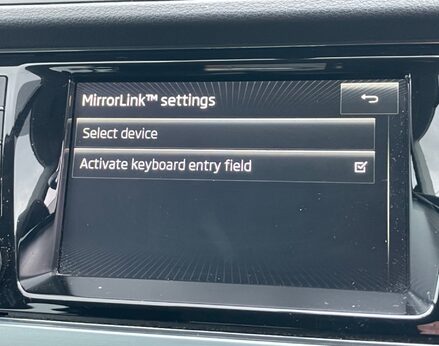 MirrorLink™ settings
Select device
Activate keyboard entry field